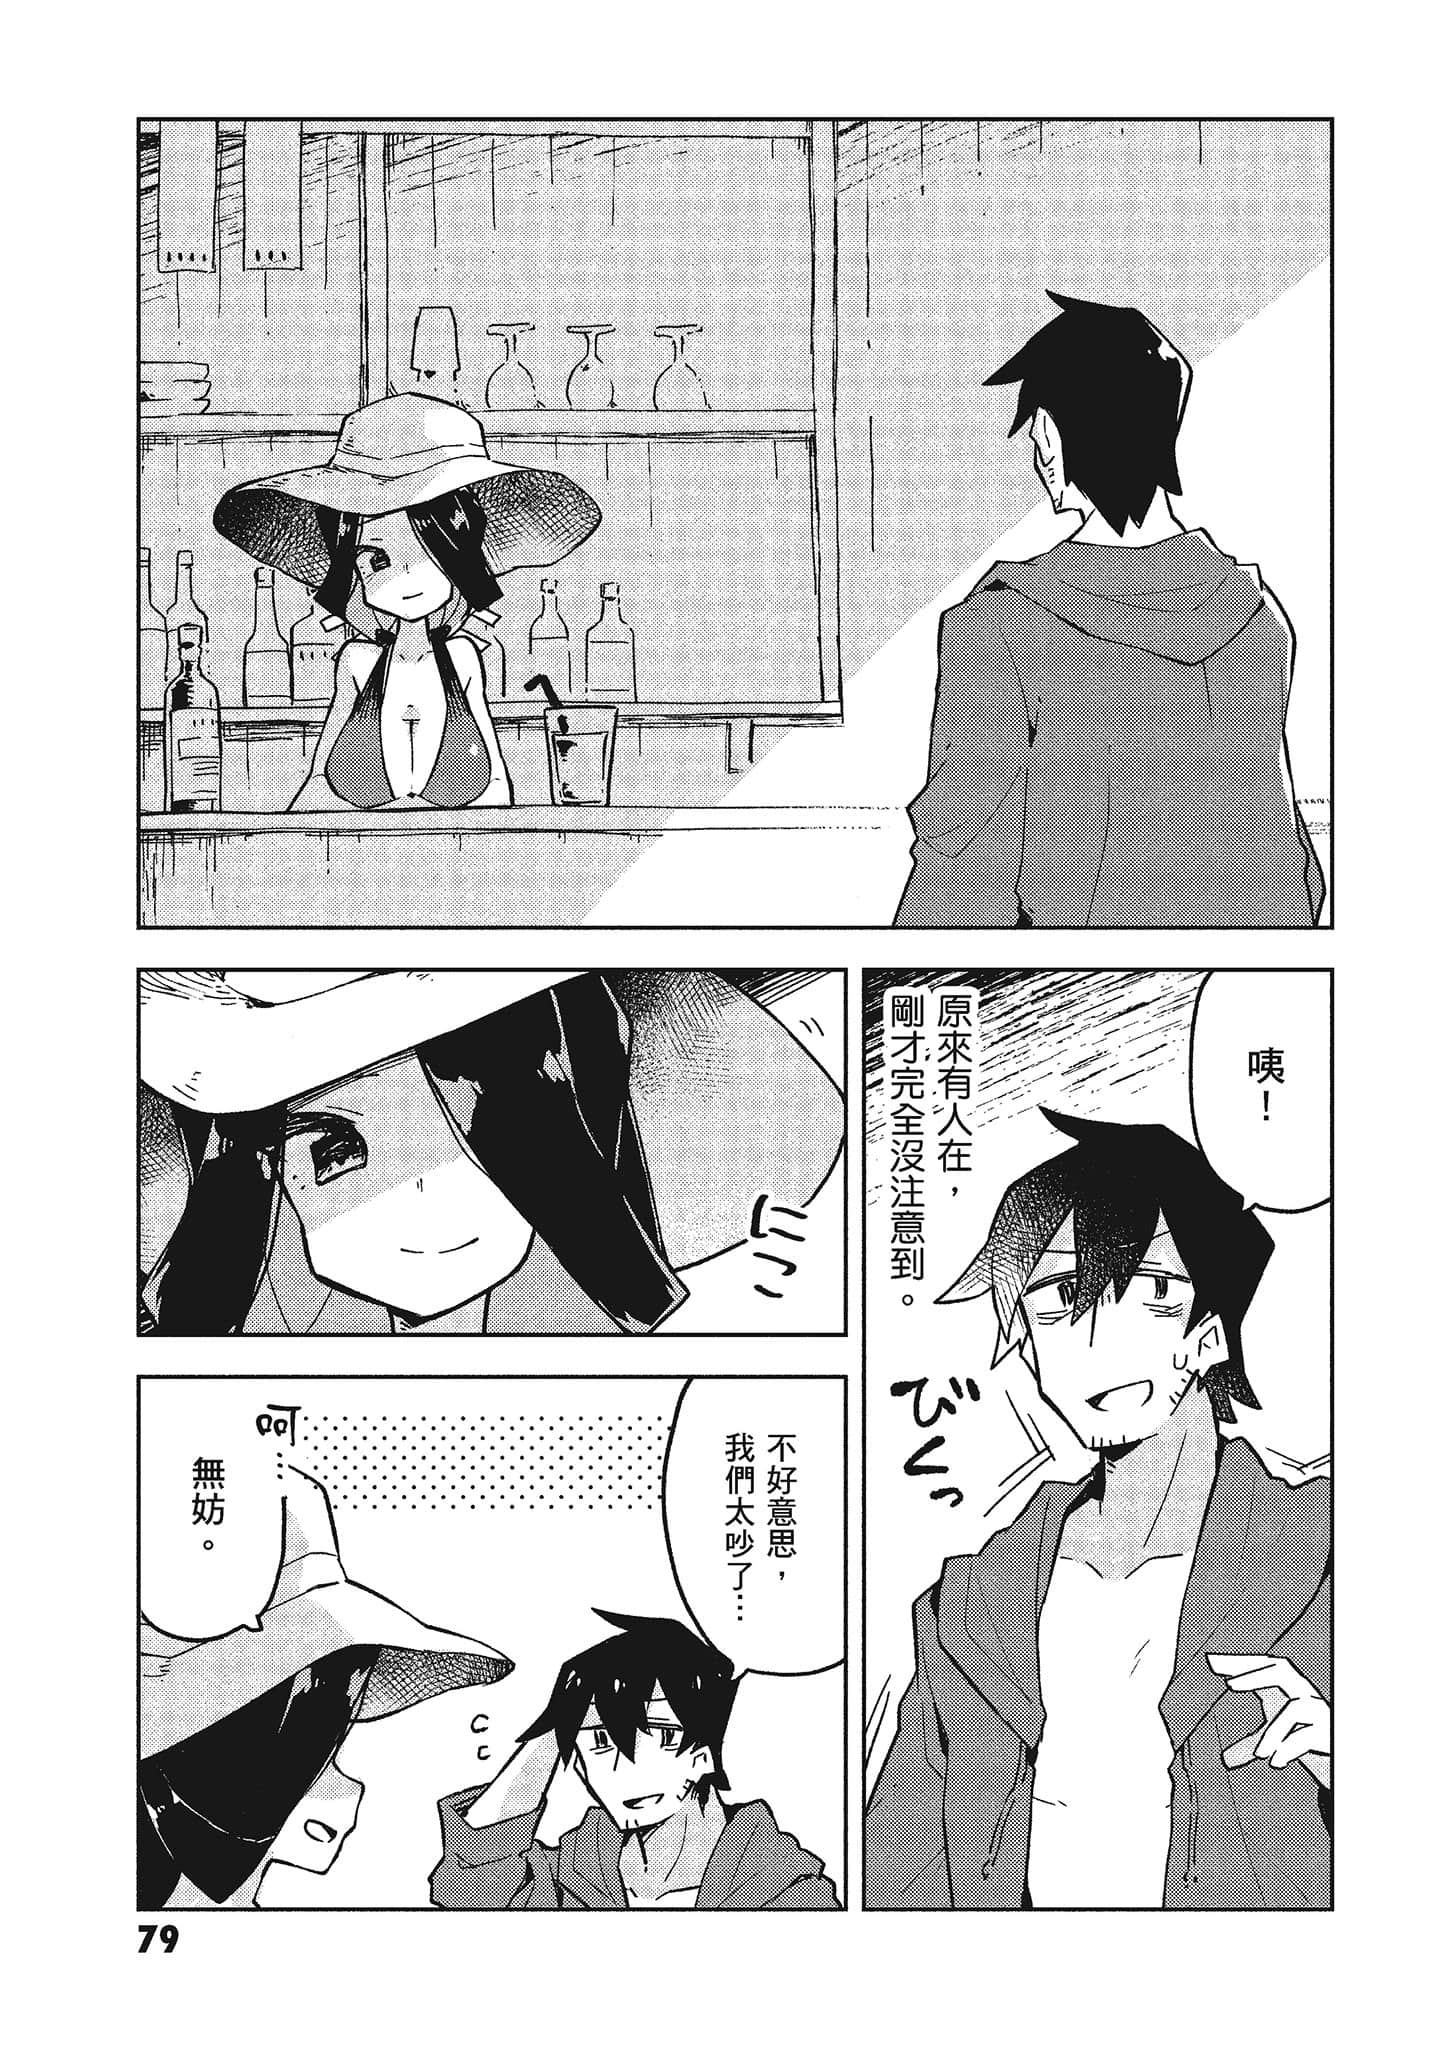 咦！
原來有人在，
剛才完全沒注意到。
びくっ
にこっ
不好意思，
我們太吵了…
呵…
無妨。
79